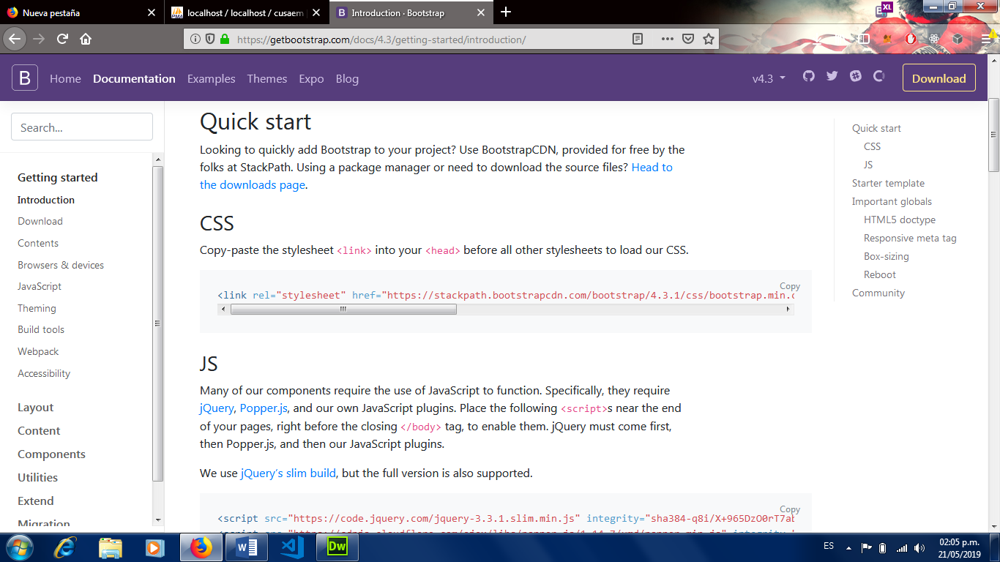 Nueva pestaña
localhost / localhost / cusaem
Introduction · Bootstrap
XL
https://getbootstrap.com/docs/4.3/getting-started/introduction/
B Home Documentation Examples Themes Expo Blog v4.3 Download
Search...
Getting started
Introduction
Download
Contents
Browsers & devices
JavaScript
Theming
Build tools
Webpack
Accessibility
Layout
Content
Components
Utilities
Extend
Migration
Quick start
Looking to quickly add Bootstrap to your project? Use BootstrapCDN, provided for free by the
folks at StackPath. Using a package manager or need to download the source files? Head to
the downloads page.
CSS
Copy-paste the stylesheet <link> into your <head> before all other stylesheets to load our CSS.
Copy
<link rel="stylesheet" href="https://stackpath.bootstrapcdn.com/bootstrap/4.3.1/css/bootstrap.min.c
JS
Many of our components require the use of JavaScript to function. Specifically, they require
jQuery, Popper.js, and our own JavaScript plugins. Place the following <script>s near the end
of your pages, right before the closing </body> tag, to enable them. jQuery must come first,
then Popper.js, and then our JavaScript plugins.
We use jQuery's slim build, but the full version is also supported.
Copy
<script src="https://code.jquery.com/jquery-3.3.1.slim.min.js" integrity="sha384-q8i/X+965DzO0rT7ab
Quick start
CSS
JS
Starter template
Important globals
HTML5 doctype
Responsive meta tag
Box-sizing
Reboot
Community
Dw
ES
02:05 p.m.
21/05/2019